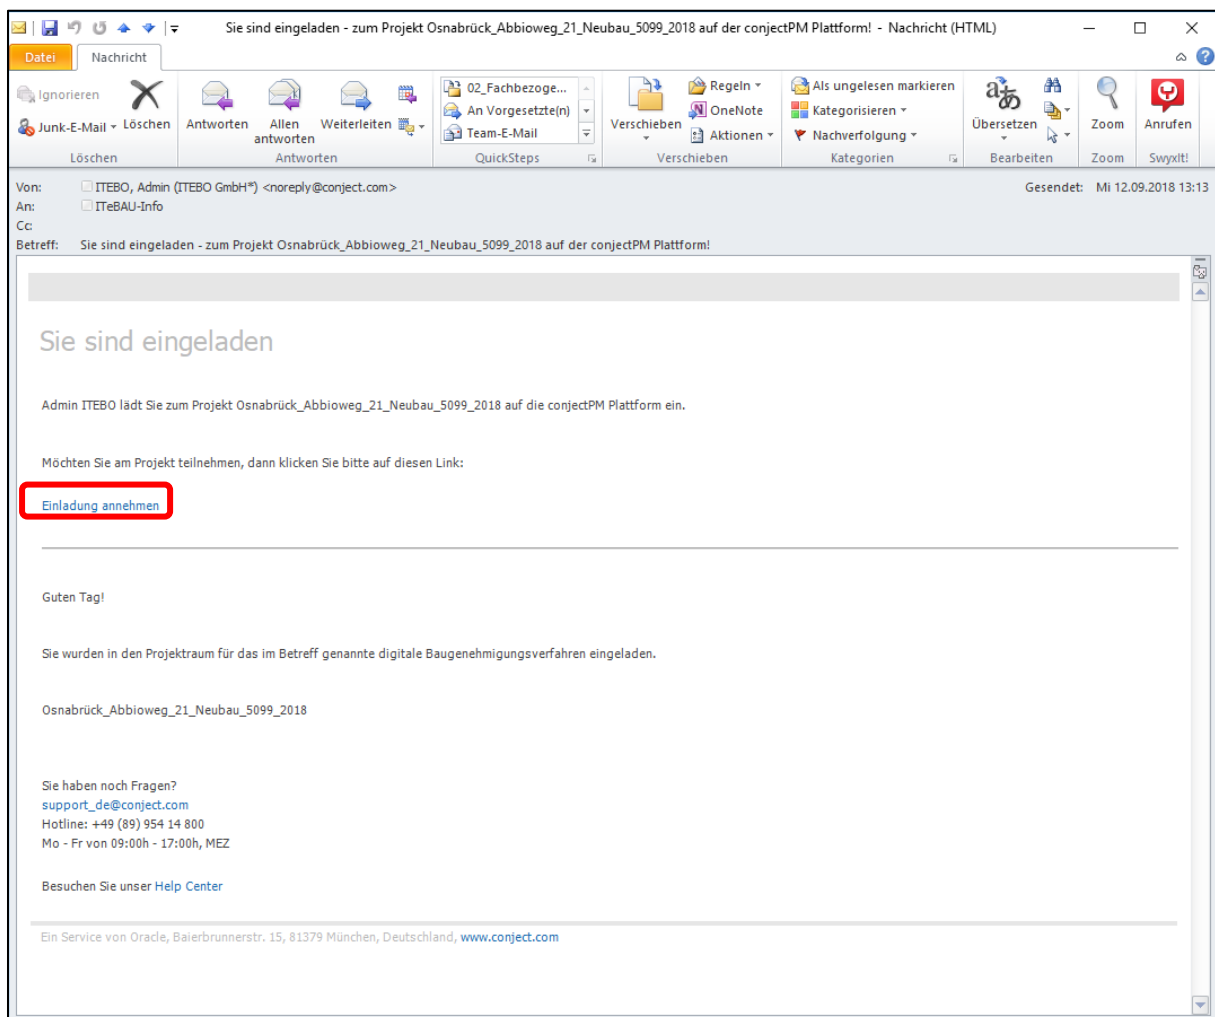 Sie sind eingeladen - zum Projekt Osnabrück_Abbioweg_21_Neubau_5099_2018 auf der conjectPM Plattform! - Nachricht (HTML)
Datei Nachricht
Ignorieren
Junk-E-Mail
Löschen
Löschen
Antworten
Allen antworten
Weiterleiten
Antworten
02_Fachbezoge...
An Vorgesetzte(n)
Team-E-Mail
QuickSteps
Verschieben
Regeln
OneNote
Aktionen
Verschieben
Als ungelesen markieren
Kategorisieren
Nachverfolgung
Kategorien
Übersetzen
Bearbeiten
Zoom
Zoom
Anrufen
SwyxIt!
Von: ITEBO, Admin (ITEBO GmbH*) <noreply@conject.com> Gesendet: Mi 12.09.2018 13:13
An: ITeBAU-Info
Cc:
Betreff: Sie sind eingeladen - zum Projekt Osnabrück_Abbioweg_21_Neubau_5099_2018 auf der conjectPM Plattform!
Sie sind eingeladen
Admin ITEBO lädt Sie zum Projekt Osnabrück_Abbioweg_21_Neubau_5099_2018 auf die conjectPM Plattform ein.
Möchten Sie am Projekt teilnehmen, dann klicken Sie bitte auf diesen Link:
Einladung annehmen
Guten Tag!
Sie wurden in den Projektraum für das im Betreff genannte digitale Baugenehmigungsverfahren eingeladen.
Osnabrück_Abbioweg_21_Neubau_5099_2018
Sie haben noch Fragen?
support_de@conject.com
Hotline: +49 (89) 954 14 800
Mo - Fr von 09:00h - 17:00h, MEZ
Besuchen Sie unser Help Center
Ein Service von Oracle, Baierbrunnerstr. 15, 81379 München, Deutschland, www.conject.com